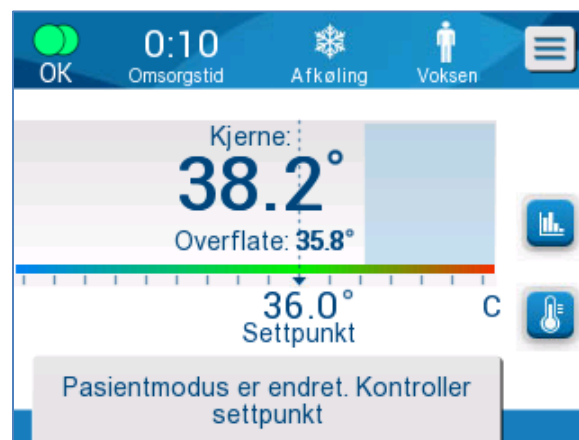 OK
0:10
Omsorgstid
Afkøling
Voksen
Kjerne:
38.2°
Overflate: 35.8°
36.0°
C
Settpunkt
Pasientmodus er endret. Kontroller
settpunkt